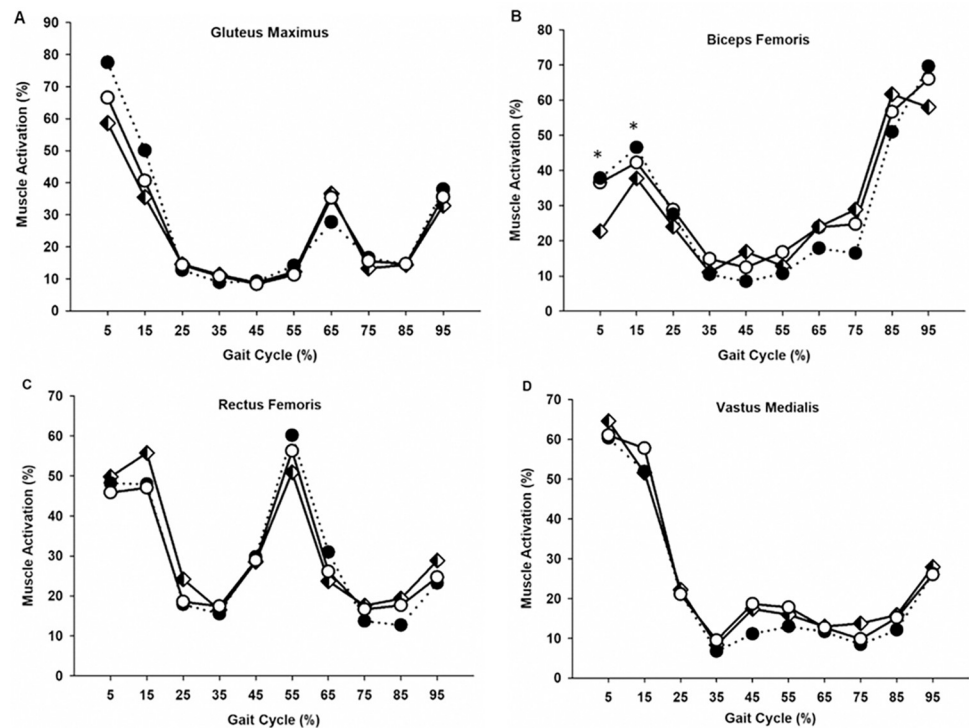 A
Gluteus Maximus
Muscle Activation (%)
90
80
70
60
50
40
30
20
10
0
5 15 25 35 45 55 65 75 85 95
Gait Cycle (%)
B
Biceps Femoris
Muscle Activation (%)
80
70
60
50
40
30
20
10
0
* *
5 15 25 35 45 55 65 75 85 95
Gait Cycle (%)
C
Rectus Femoris
Muscle Activation (%)
70
60
50
40
30
20
10
0
5 15 25 35 45 55 65 75 85 95
Gait Cycle (%)
D
Vastus Medialis
Muscle Activation (%)
70
60
50
40
30
20
10
0
5 15 25 35 45 55 65 75 85 95
Gait Cycle (%)